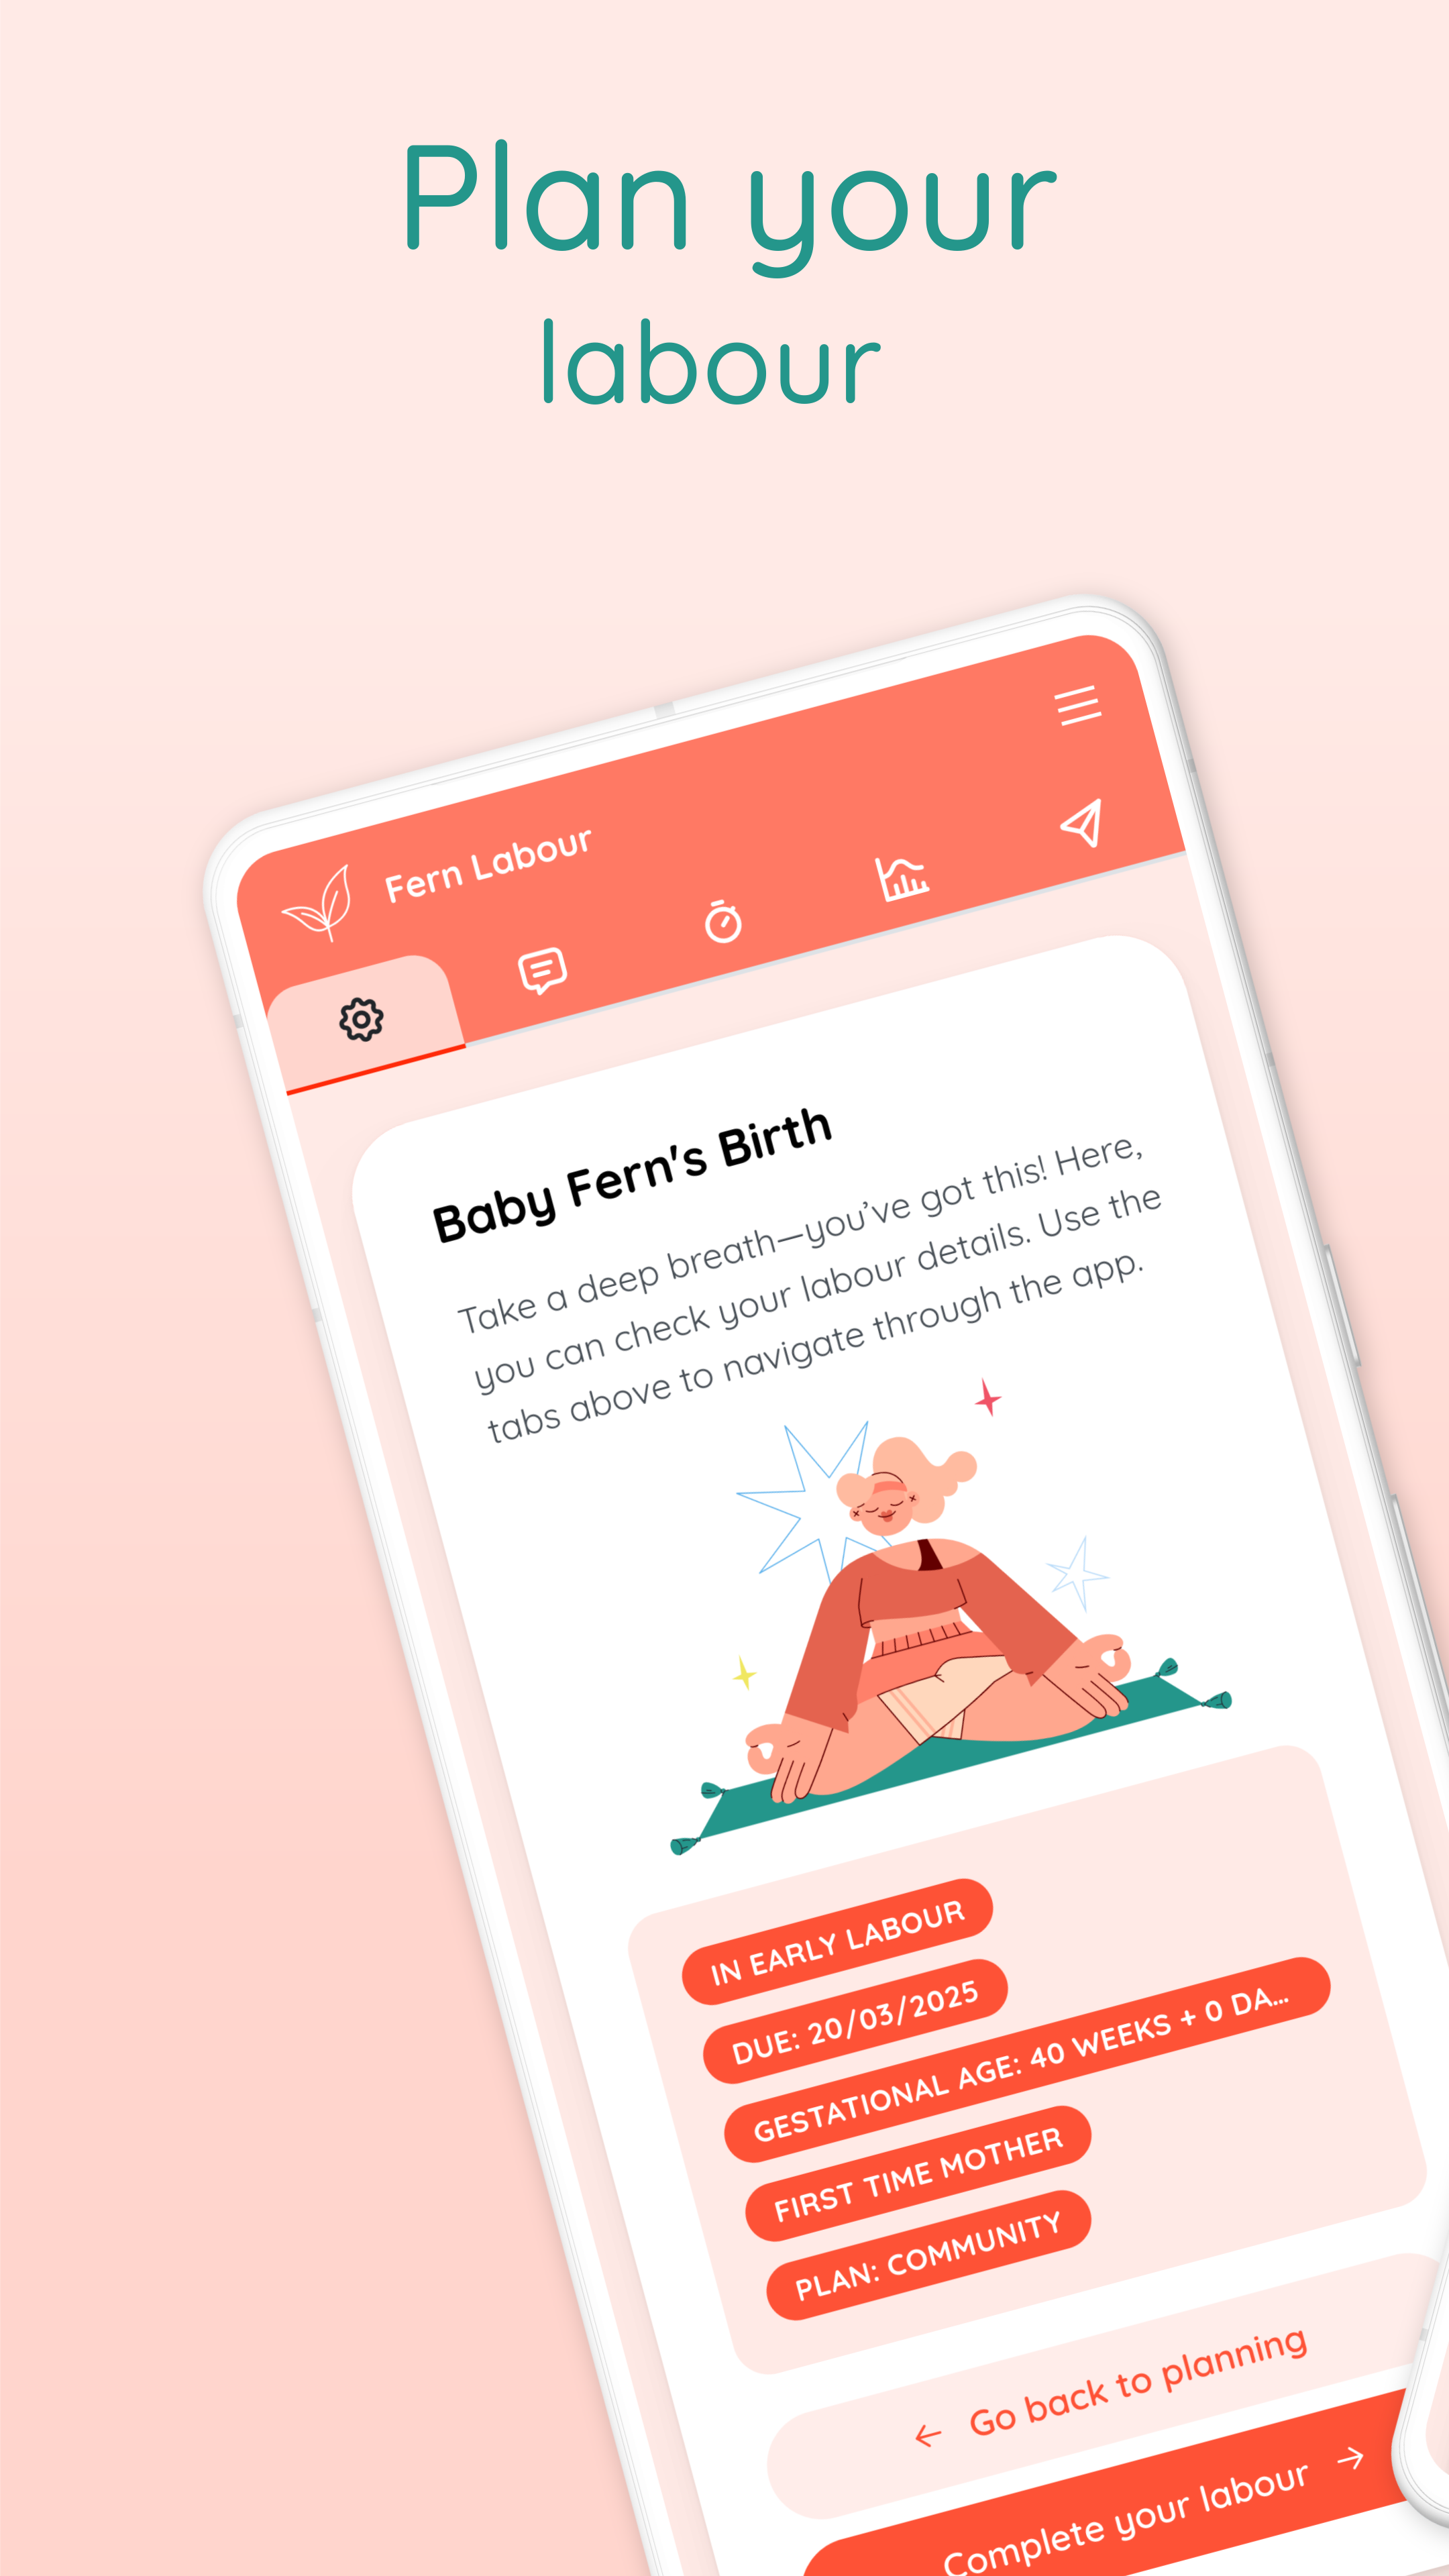 Plan your
labour
Fern Labour
Baby Fern's Birth
Take a deep breath—you’ve got this! Here,
you can check your labour details. Use the
tabs above to navigate through the app.
IN EARLY LABOUR
DUE: 20/03/2025
GESTATIONAL AGE: 40 WEEKS + 0 DA...
FIRST TIME MOTHER
PLAN: COMMUNITY
← Go back to planning
Complete your labour →